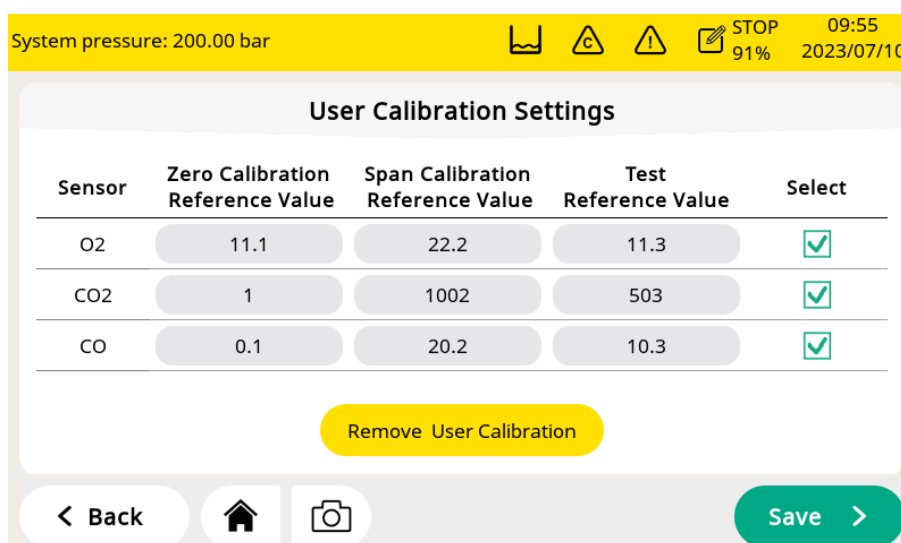 System pressure: 200.00 bar
C
!
STOP
91%
09:55
2023/07/10
User Calibration Settings
Sensor
Zero Calibration
Reference Value
Span Calibration
Reference Value
Test
Reference Value
Select
O2 11.1 22.2 11.3
CO2 1 1002 503
CO 0.1 20.2 10.3
Remove User Calibration
Back
Save